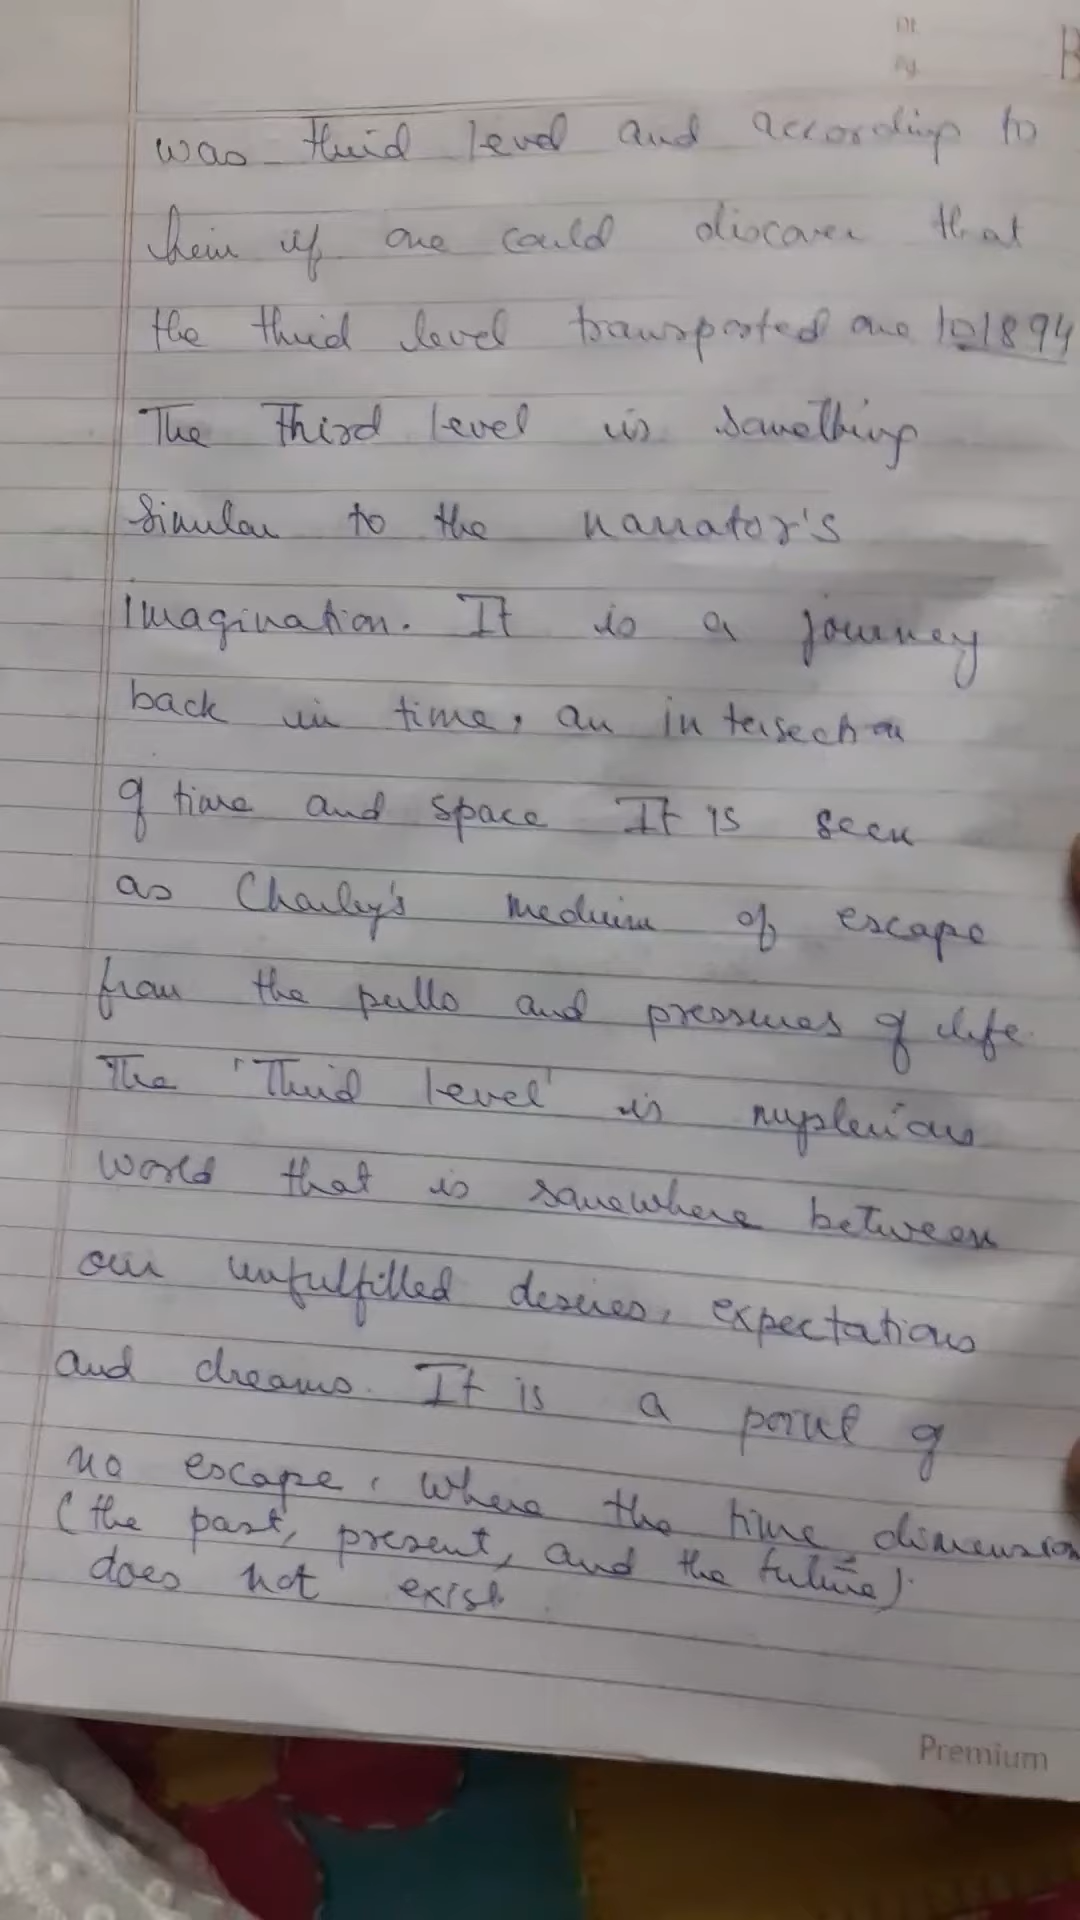 Dt.
Pg.
B
was third level and according to
him if one could discover that
the third level transported one to 1894
The Third level is something
Similar to the narrator's
Imagination. It is a journey
back in time, an intersection
of time and space It is seen
as Charley's medium of escape
from the pulls and pressures of life.
The 'Third level' is mysterious
world that is somewhere between
our unfulfilled desires, expectations
and dreams. It is a point of
no escape, where the time dimension
(the past, present, and the future)
does not exist.
Premium